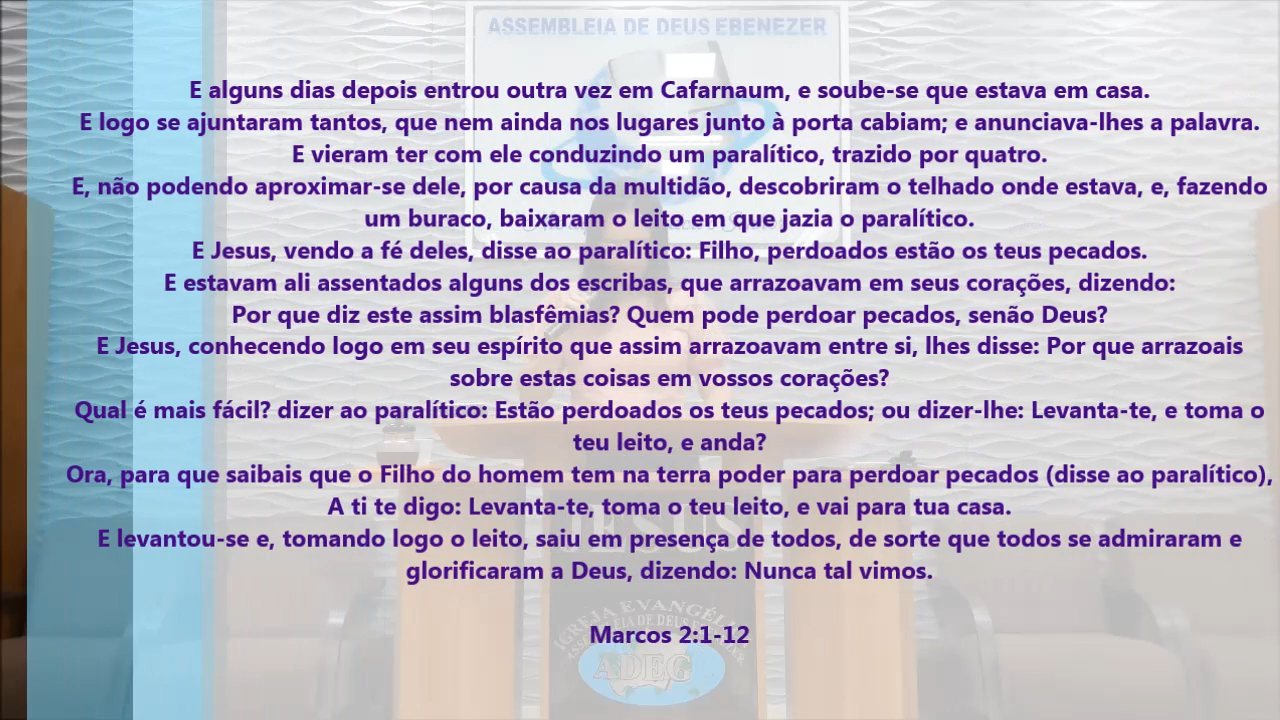 ASSEMBLEIA DE DEUS EBENEZER
E alguns dias depois entrou outra vez em Cafarnaum, e soube-se que estava em casa.
E logo se ajuntaram tantos, que nem ainda nos lugares junto à porta cabiam; e anunciava-lhes a palavra.
E vieram ter com ele conduzindo um paralítico, trazido por quatro.
E, não podendo aproximar-se dele, por causa da multidão, descobriram o telhado onde estava, e, fazendo
um buraco, baixaram o leito em que jazia o paralítico.
E Jesus, vendo a fé deles, disse ao paralítico: Filho, perdoados estão os teus pecados.
E estavam ali assentados alguns dos escribas, que arrazoavam em seus corações, dizendo:
Por que diz este assim blasfêmias? Quem pode perdoar pecados, senão Deus?
E Jesus, conhecendo logo em seu espírito que assim arrazoavam entre si, lhes disse: Por que arrazoais
sobre estas coisas em vossos corações?
Qual é mais fácil? dizer ao paralítico: Estão perdoados os teus pecados; ou dizer-lhe: Levanta-te, e toma o
teu leito, e anda?
Ora, para que saibais que o Filho do homem tem na terra poder para perdoar pecados (disse ao paralítico),
A ti te digo: Levanta-te, toma o teu leito, e vai para tua casa.
E levantou-se e, tomando logo o leito, saiu em presença de todos, de sorte que todos se admiraram e
glorificaram a Deus, dizendo: Nunca tal vimos.
JESUS
IGREJA
Marcos 2:1-12
ADEG